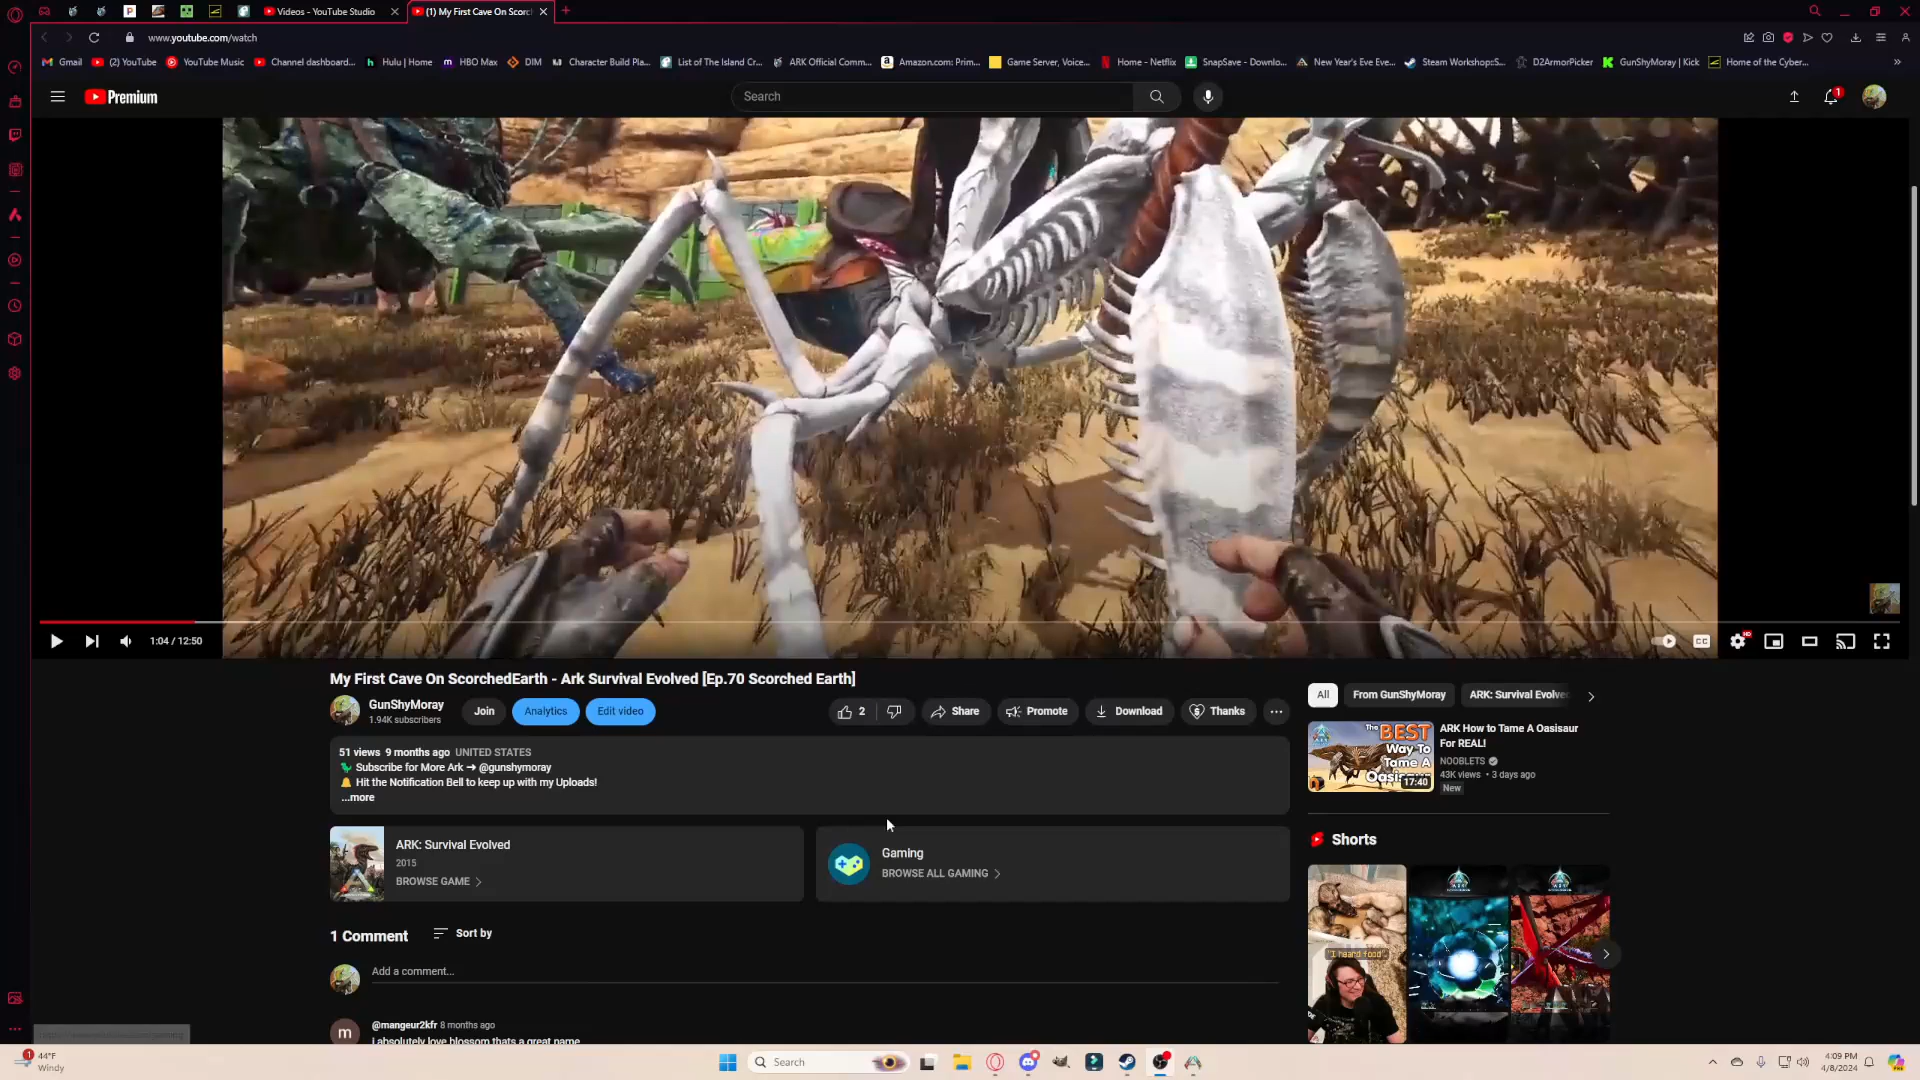 Videos - YouTube Studio
(1) My First Cave On Scorc
www.youtube.com/watch
Gmail
(2) YouTube
YouTube Music
Channel dashboard...
Hulu | Home
HBO Max
DIM
Character Build Pla...
List of The Island Cr...
ARK Official Comm...
Amazon.com: Prim...
Game Server, Voice...
Home - Netflix
SnapSave - Downlo...
New Year's Eve Eve...
Steam Workshop::S...
D2ArmorPicker
GunShyMoray | Kick
Home of the Cyber...
Premium
Search
1
1:04 / 12:50
CC
HD
My First Cave On ScorchedEarth - Ark Survival Evolved [Ep.70 Scorched Earth]
GunShyMoray
1.94K subscribers
Join
Analytics
Edit video
2
Share
Promote
Download
Thanks
51 views 9 months ago UNITED STATES
Subscribe for More Ark ➜ @gunshymoray
Hit the Notification Bell to keep up with my Uploads!
...more
ARK: Survival Evolved
2015
BROWSE GAME
Gaming
BROWSE ALL GAMING
1 Comment
Sort by
Add a comment...
m
@mangeur2kfr 8 months ago
i absolutely love blossom thats a great name
All
From GunShyMoray
ARK: Survival Evolve
The BEST
Way To
Tame A
Oasisaur
17:40
ARK How to Tame A Oasisaur
For REAL!
NOOBLETS
43K views • 3 days ago
New
Shorts
"I heard food"
1
44°F
Windy
Search
4:09 PM
4/8/2024